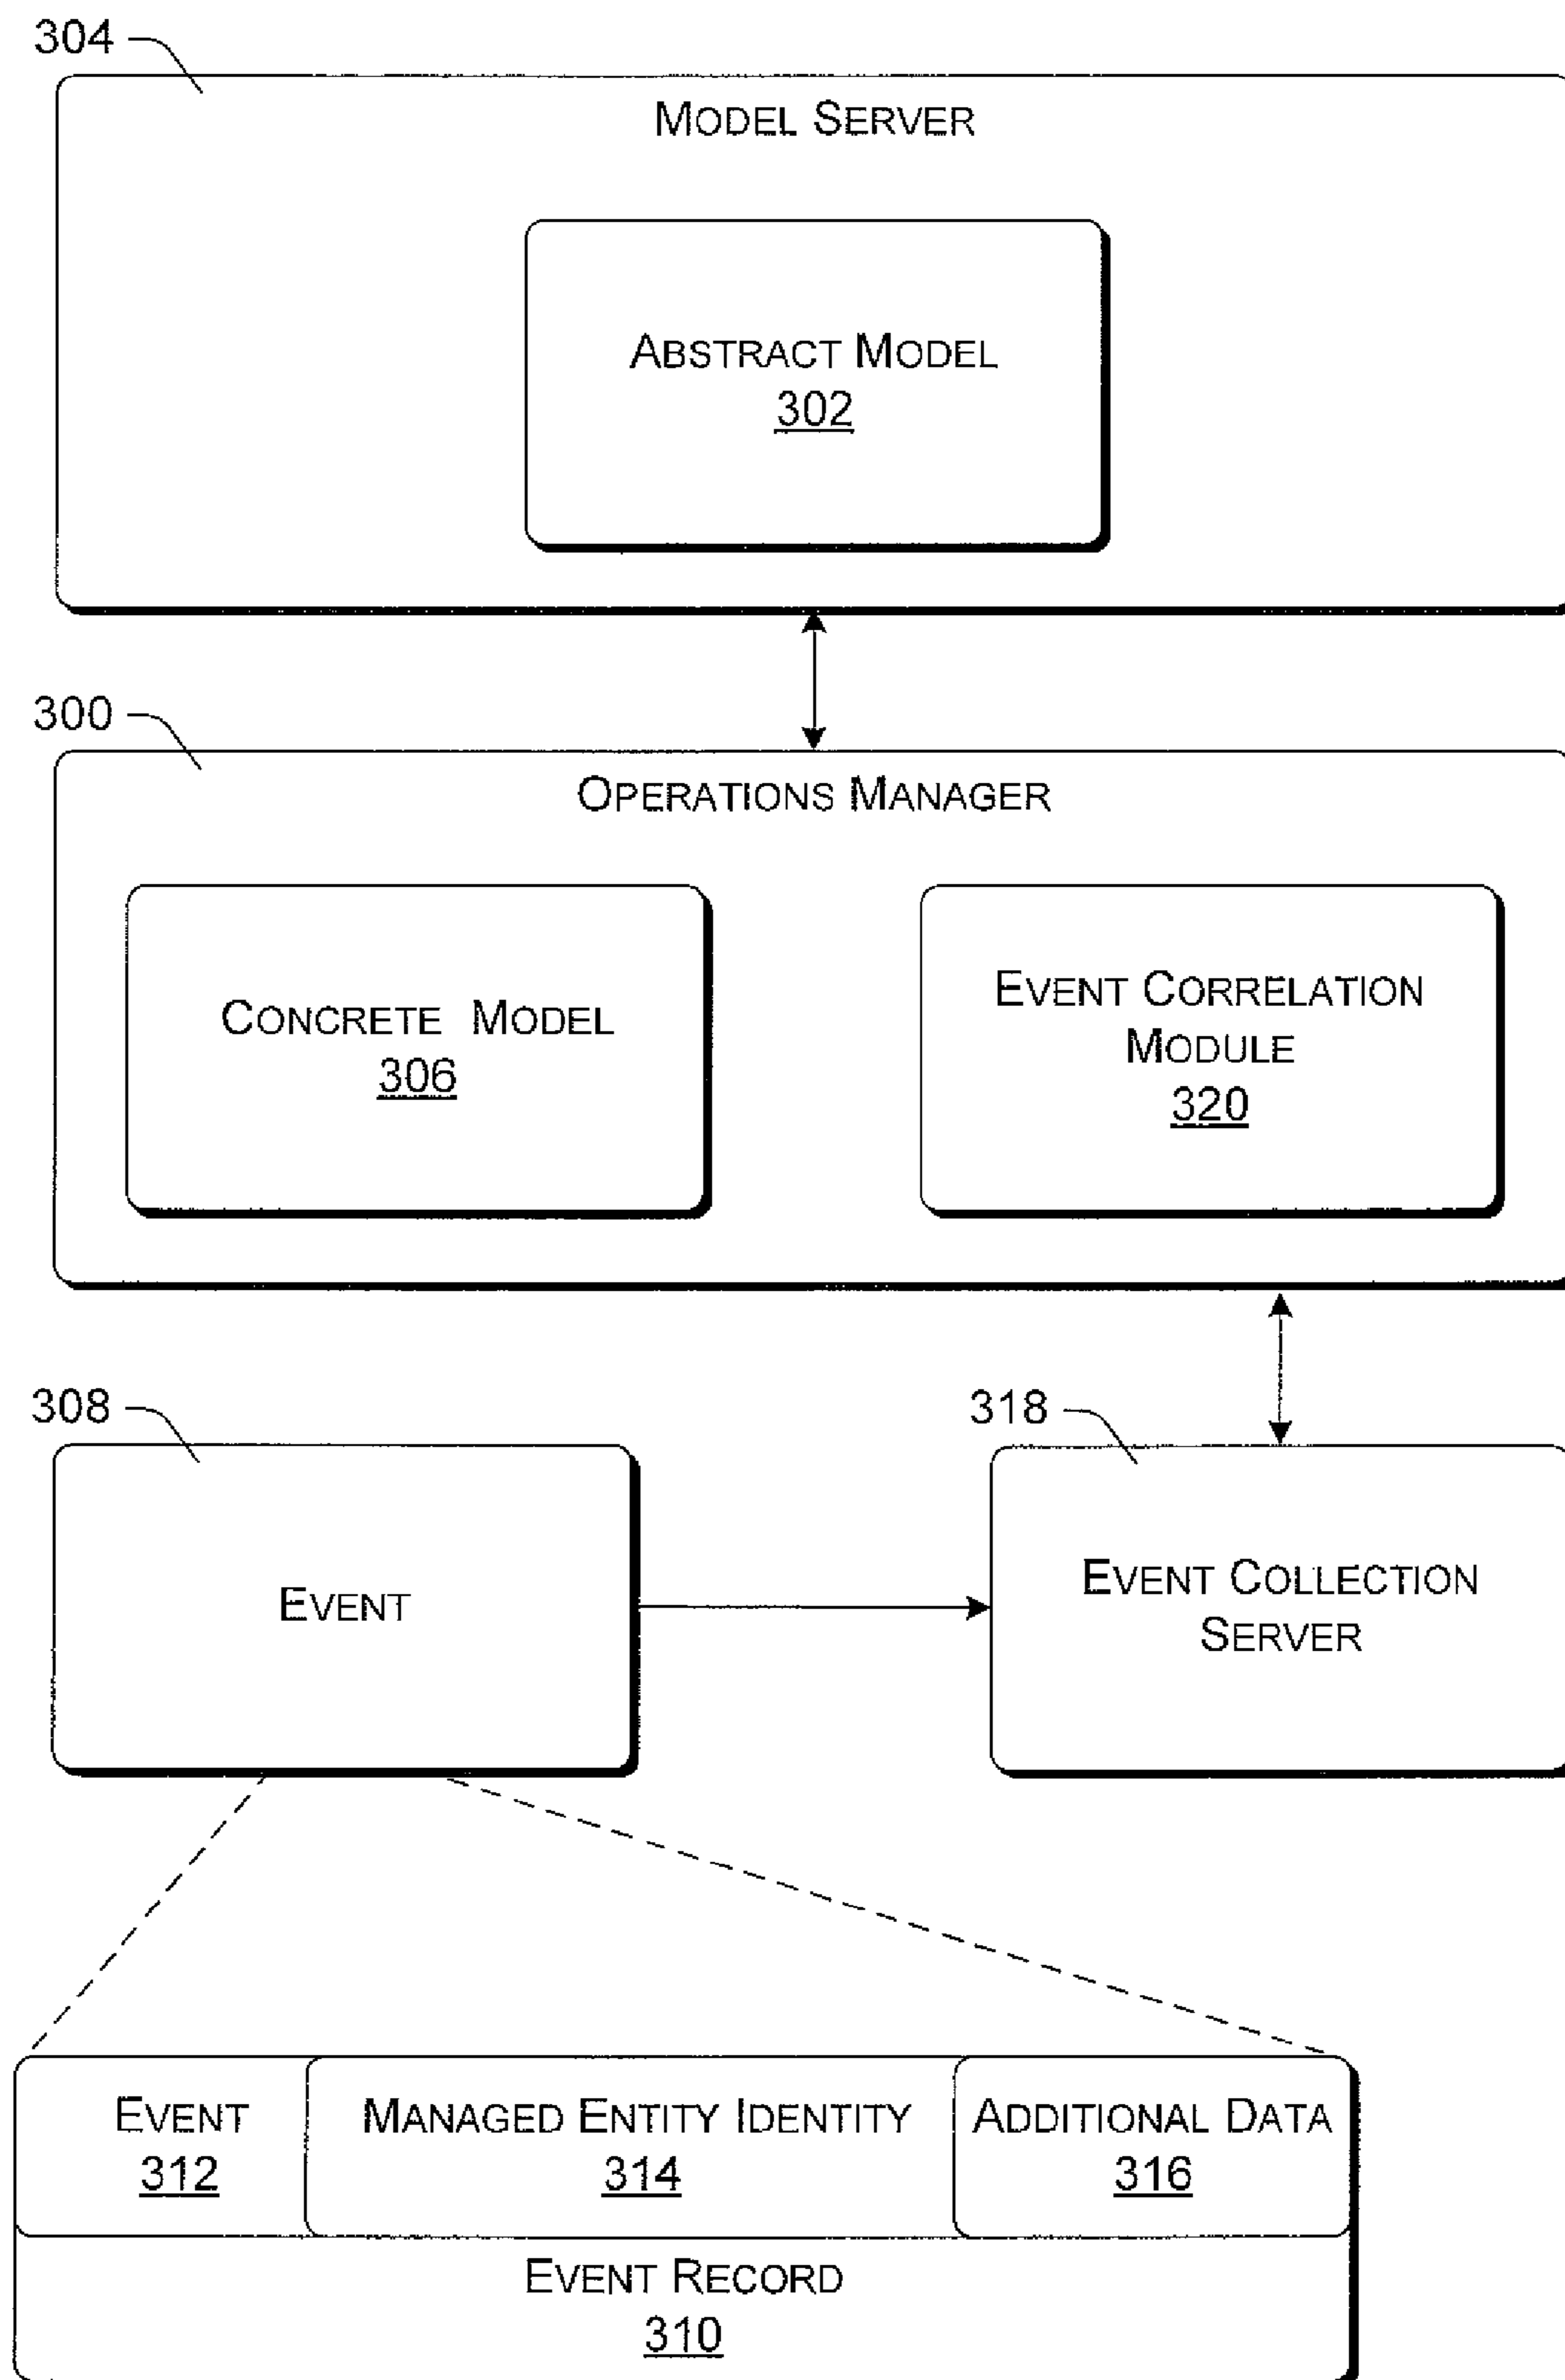 304
MODEL SERVER
ABSTRACT MODEL
302
300
OPERATIONS MANAGER
CONCRETE MODEL
306
EVENT CORRELATION
MODULE
320
308
EVENT
318
EVENT COLLECTION
SERVER
EVENT
312
MANAGED ENTITY IDENTITY
314
ADDITIONAL DATA
316
EVENT RECORD
310